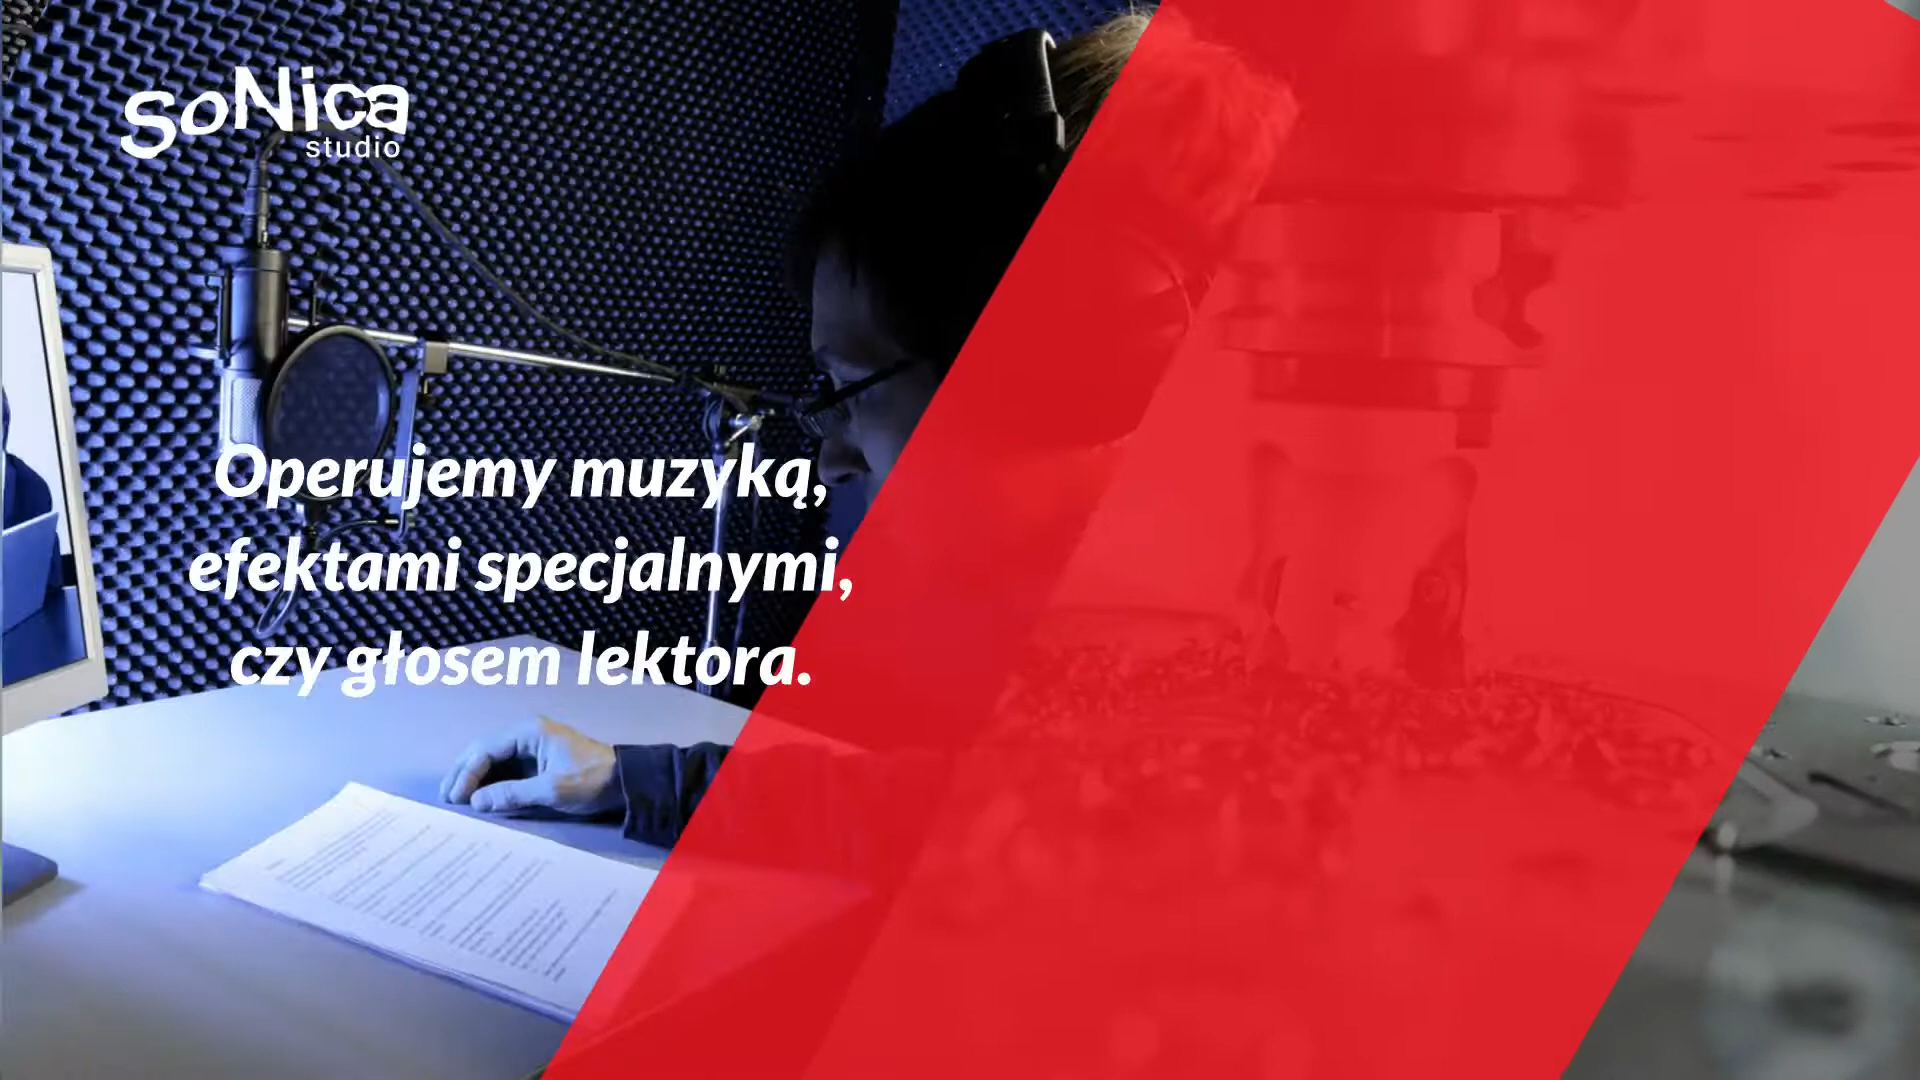 SoNica
studio
Operujemy muzyką,
efektami specjalnymi,
czy głosem lektora.